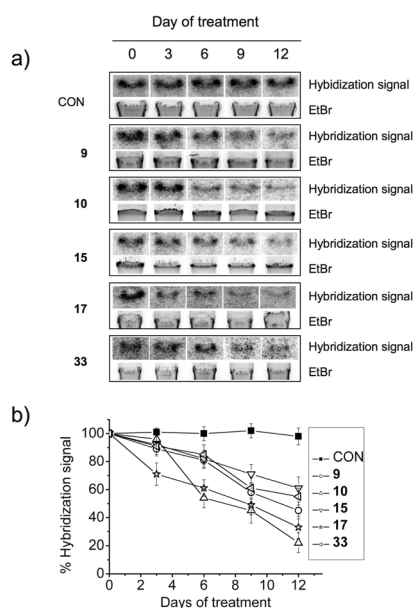 Day of treatment
a)
0 3 6 9 12
CON
Hybidization signal
EtBr
9
Hybridization signal
EtBr
10
Hybridization signal
EtBr
15
Hybridization signal
EtBr
17
Hybridization signal
EtBr
33
Hybridization signal
EtBr
b)
% Hybridization signal
100
80
60
40
20
0
0 2 4 6 8 10 12
Days of treatment
CON
9
10
15
17
33